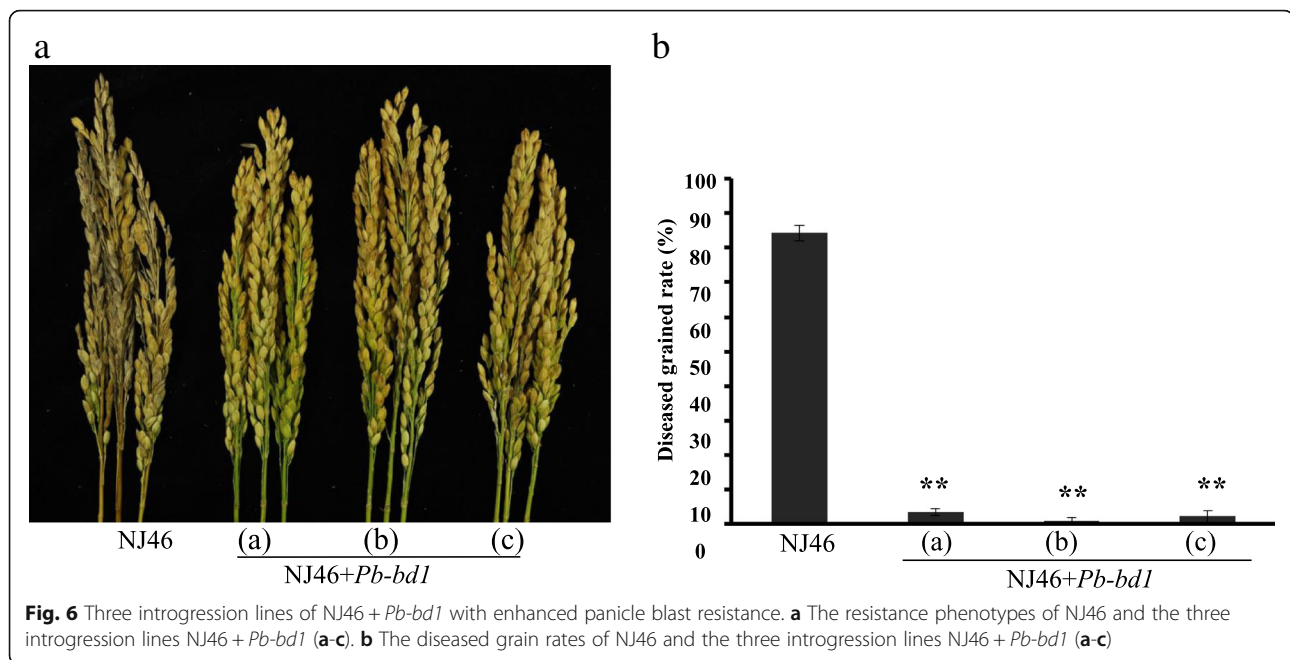 a
NJ46
(a)
(b)
(c)
NJ46+Pb-bd1
b
Diseased grained rate (%)
100
90
80
70
60
50
40
30
20
10
0
**
**
**
NJ46
(a)
(b)
(c)
NJ46+Pb-bd1
Fig. 6 Three introgression lines of NJ46 + Pb-bd1 with enhanced panicle blast resistance. a The resistance phenotypes of NJ46 and the three
introgression lines NJ46 + Pb-bd1 (a-c). b The diseased grain rates of NJ46 and the three introgression lines NJ46 + Pb-bd1 (a-c)